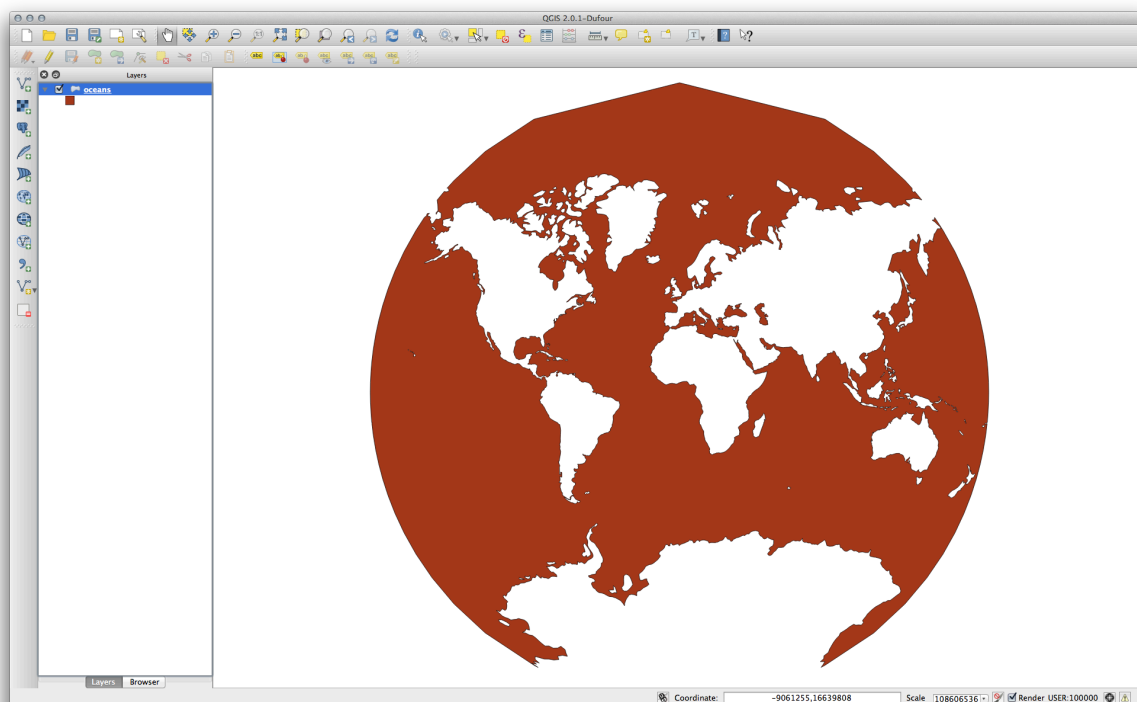 QGIS 2.0.1-Dufour
Layers
oceans
Layers Browser
Coordinate: -9061255,16639808 Scale 108606536 Render USER:100000